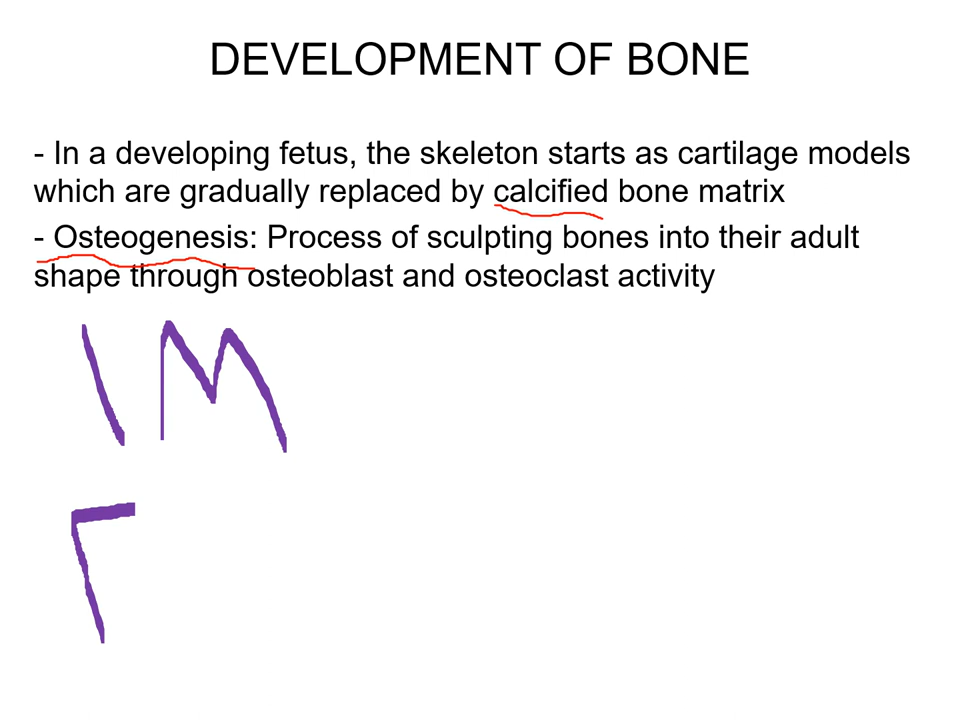 DEVELOPMENT OF BONE
- In a developing fetus, the skeleton starts as cartilage models
which are gradually replaced by calcified bone matrix
- Osteogenesis: Process of sculpting bones into their adult
shape through osteoblast and osteoclast activity